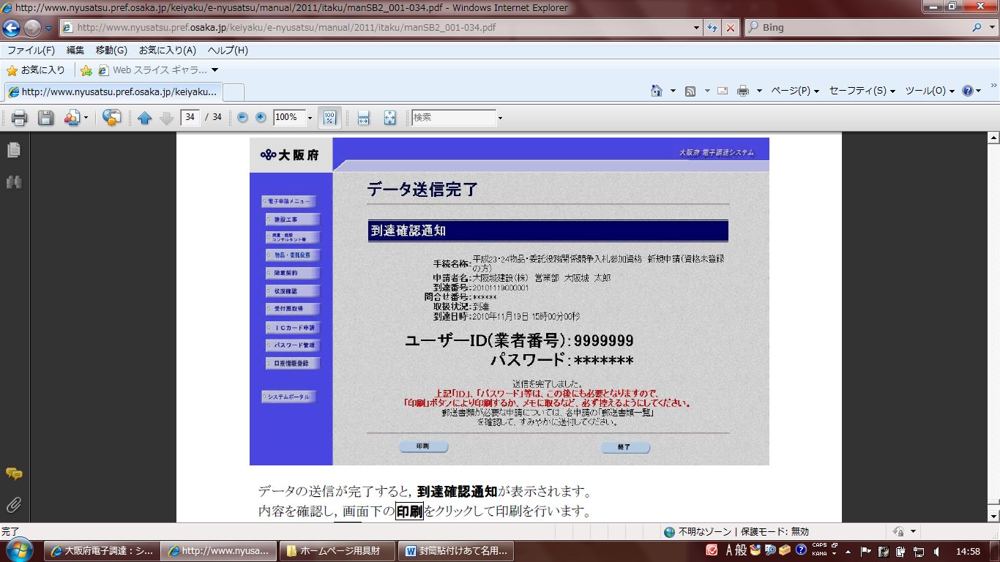 http://www.nyusatsu.pref.osaka.jp/keiyaku/e-nyusatsu/manual/2011/itaku/manSB2_001-034.pdf - Windows Internet Explorer
http://www.nyusatsu.pref.osaka.jp/keiyaku/e-nyusatsu/manual/2011/itaku/manSB2_001-034.pdf
Bing
ファイル(F) 編集 移動(G) お気に入り(A) ヘルプ(H)
お気に入り Web スライス ギャラ...
http://www.nyusatsu.pref.osaka.jp/keiyaku... ページ(P) セーフティ(S) ツール(O)
34 / 34 100% 検索
大阪府
大阪府 電子調達システム
電子申請メニュー
建設工事
測量・建設
コンサルタント等
物品・委託役務
随意契約
状況確認
受付票取得
ICカード申請
パスワード管理
口座情報登録
システムポータル
データ送信完了
到達確認通知
手続名称:平成23・24物品・委託役務関係競争入札参加資格 新規申請(資格未登録
の方)
申請者名:大阪城建設(株) 営業部 大阪城 太郎
到達番号:20101119000001
問合せ番号:******
取扱状況:到達
到達日時:2010年11月19日 15時00分00秒
ユーザーID(業者番号):9999999
パスワード:*******
送信を完了しました。
上記「ID」、「パスワード」等は、この後にも必要となりますので、
「印刷」ボタンにより印刷するか、メモに取るなど、必ず控えるようにしてください。
郵送書類が必要な申請については、各申請の「郵送書類一覧」
を確認して、すみやかに送付してください。
印刷 終了
データの送信が完了すると，到達確認通知が表示されます。
内容を確認し，画面下の印刷をクリックして印刷を行います。
完了 不明なゾーン | 保護モード: 無効
大阪府電子調達：シ... http://www.nyusa... ホームページ用具財 封筒貼付けあて名用... A 般 CAPS KANA 14:58